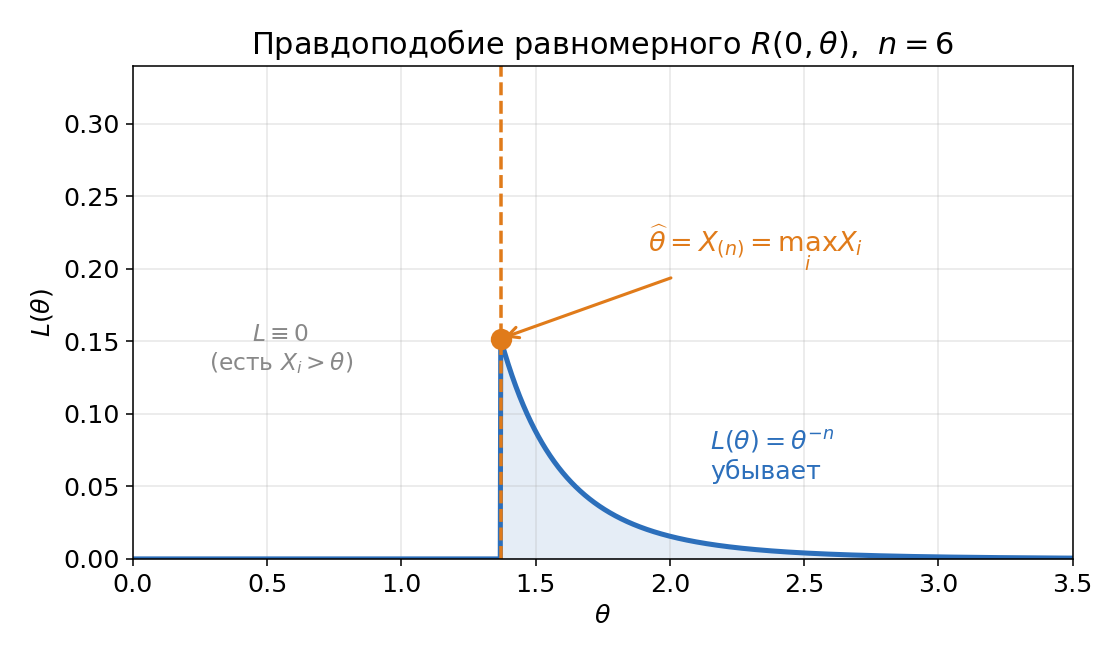 Правдоподобие равномерного R(0, θ), n = 6
L(θ)
0.30
0.25
0.20
0.15
0.10
0.05
0.00
θ̂ = X₍ₙ₎ = max Xᵢ
i
L ≡ 0
(есть Xᵢ > θ)
L(θ) = θ⁻ⁿ
убывает
0.0 0.5 1.0 1.5 2.0 2.5 3.0 3.5
θ